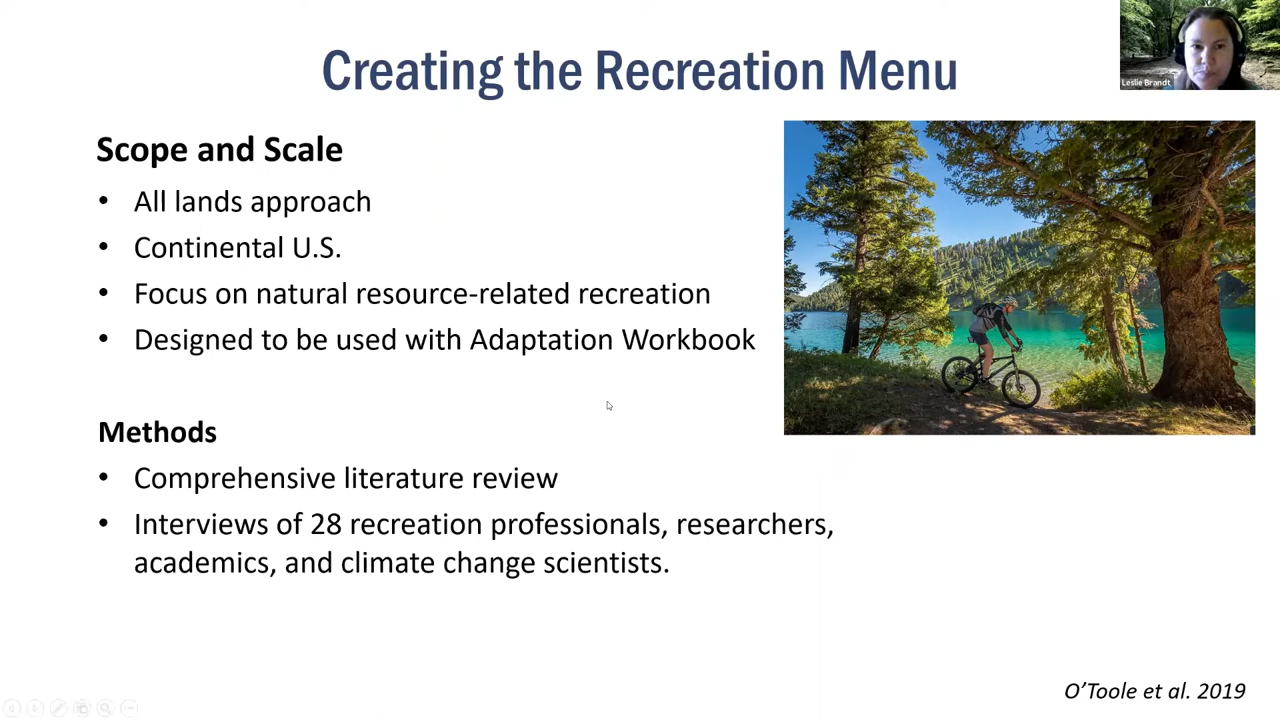 Creating the Recreation Menu
Leslie Brandt
Scope and Scale
• All lands approach
• Continental U.S.
• Focus on natural resource-related recreation
• Designed to be used with Adaptation Workbook
Methods
• Comprehensive literature review
• Interviews of 28 recreation professionals, researchers,
academics, and climate change scientists.
O’Toole et al. 2019